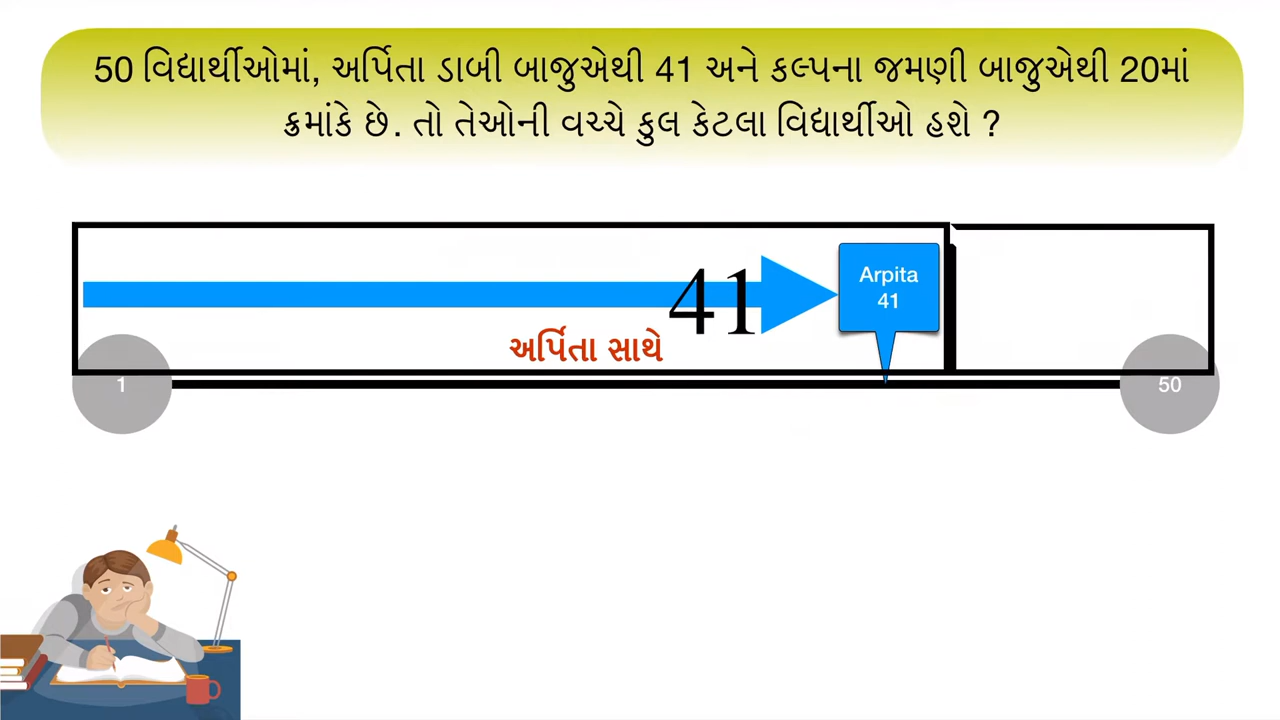 50 વિદ્યાર્થીઓમાં, અર્પિતા ડાબી બાજુએથી 41 અને કલ્પના જમણી બાજુએથી 20માં
ક્રમાંકે છે. તો તેઓની વચ્ચે કુલ કેટલા વિદ્યાર્થીઓ હશે ?
Arpita
41
41
અર્પિતા સાથે
1
50